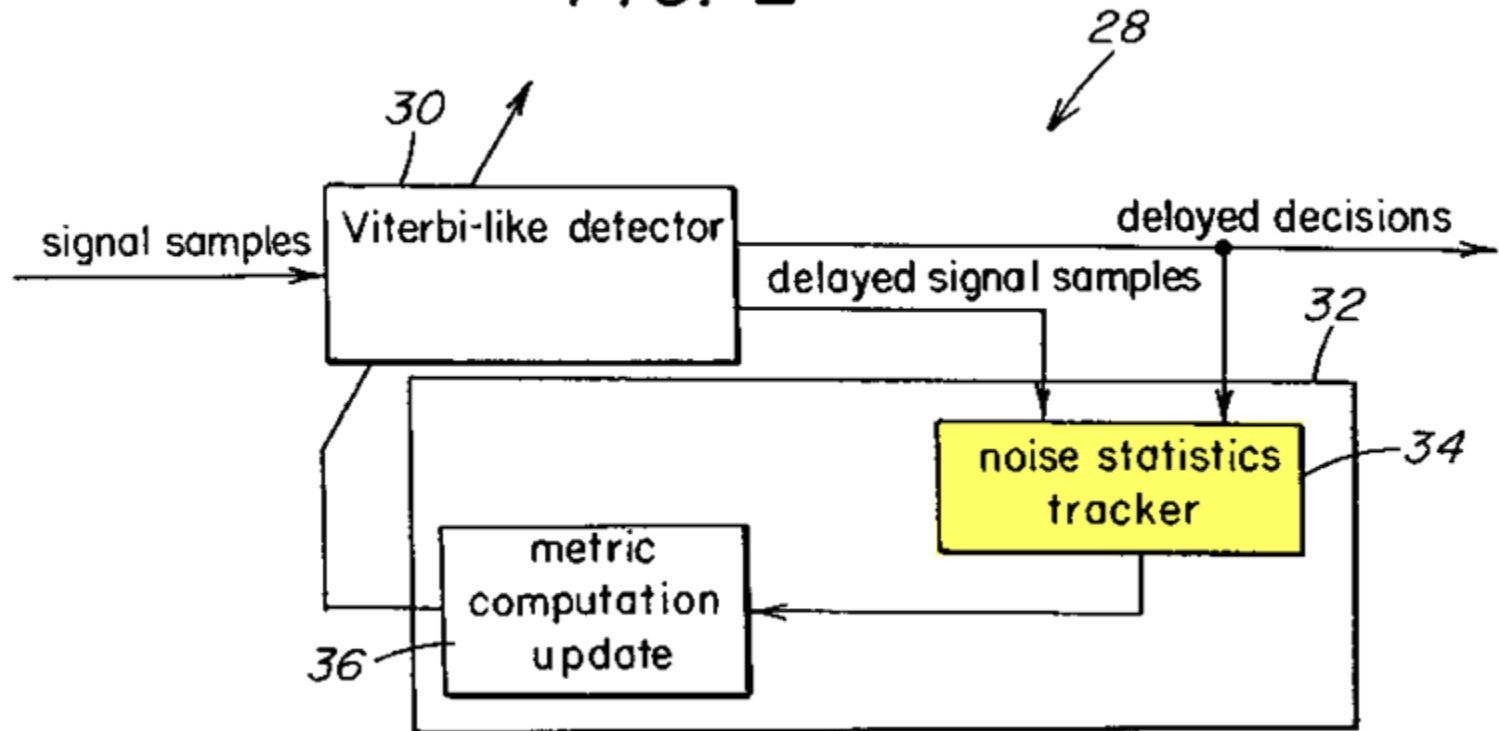 28
30
Viterbi-like detector
signal samples
delayed decisions
delayed signal samples
32
noise statistics
tracker
34
metric
computation
update
36